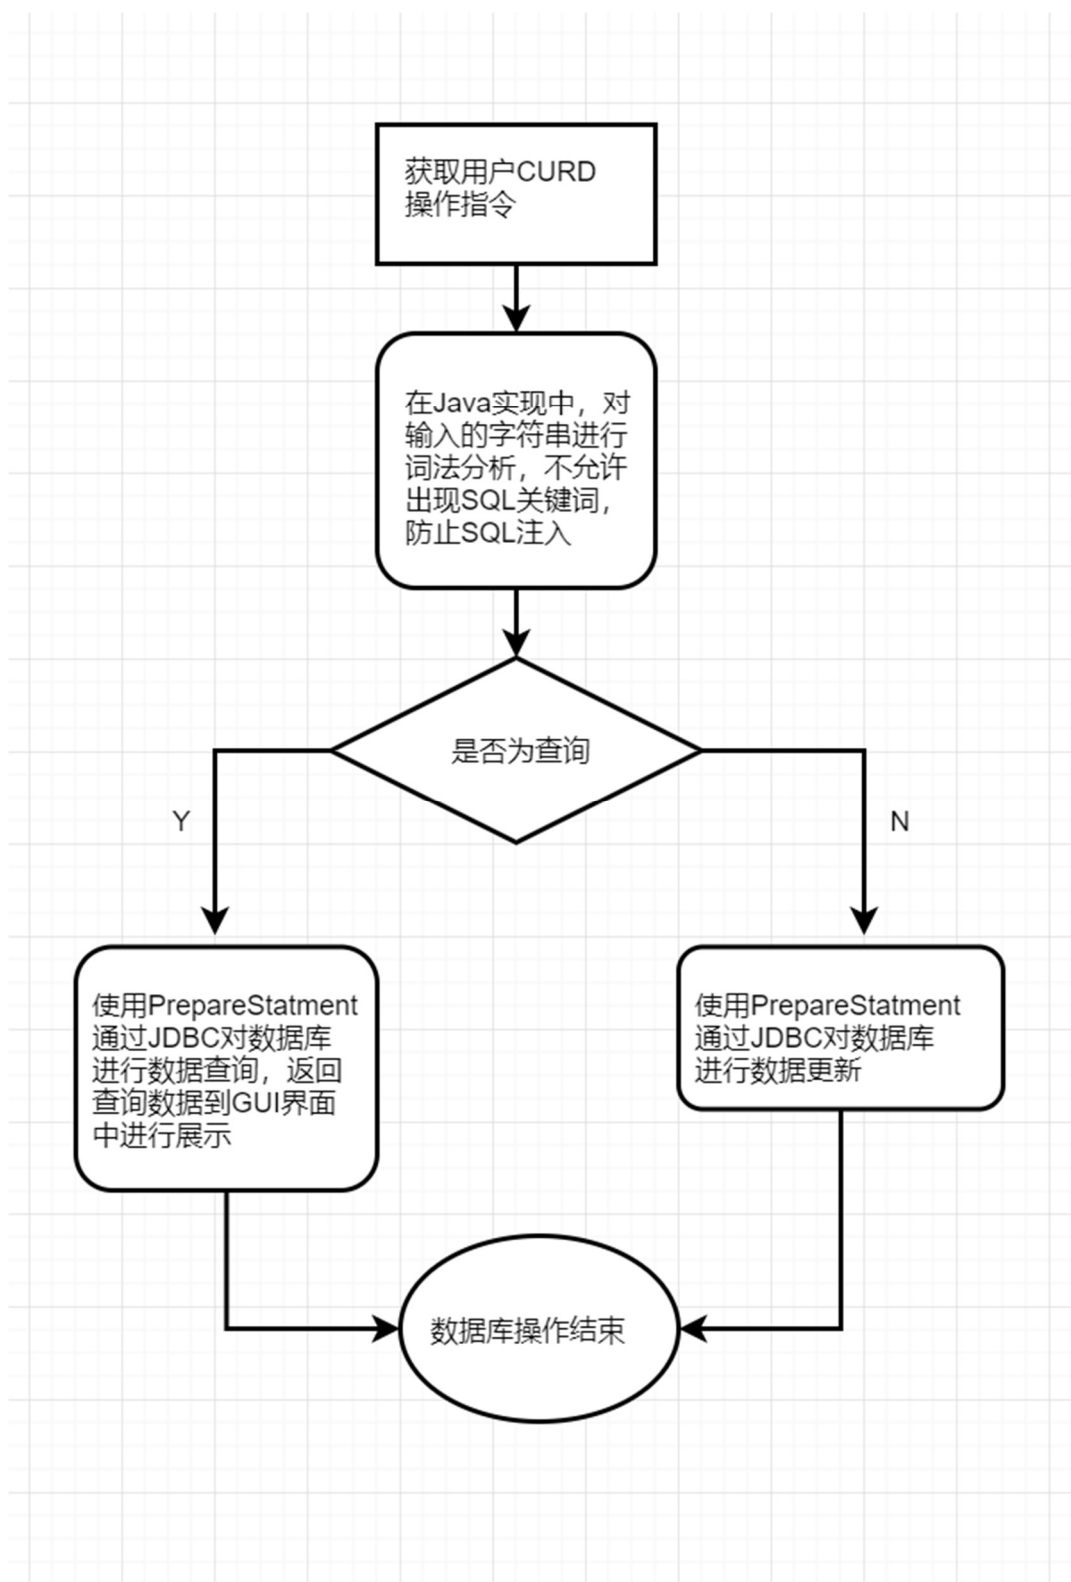 获取用户CURD
操作指令
在Java实现中，对
输入的字符串进行
词法分析，不允许
出现SQL关键词，
防止SQL注入
是否为查询
Y
N
使用PrepareStatment
通过JDBC对数据库
进行数据查询，返回
查询数据到GUI界面
中进行展示
使用PrepareStatment
通过JDBC对数据库
进行数据更新
数据库操作结束